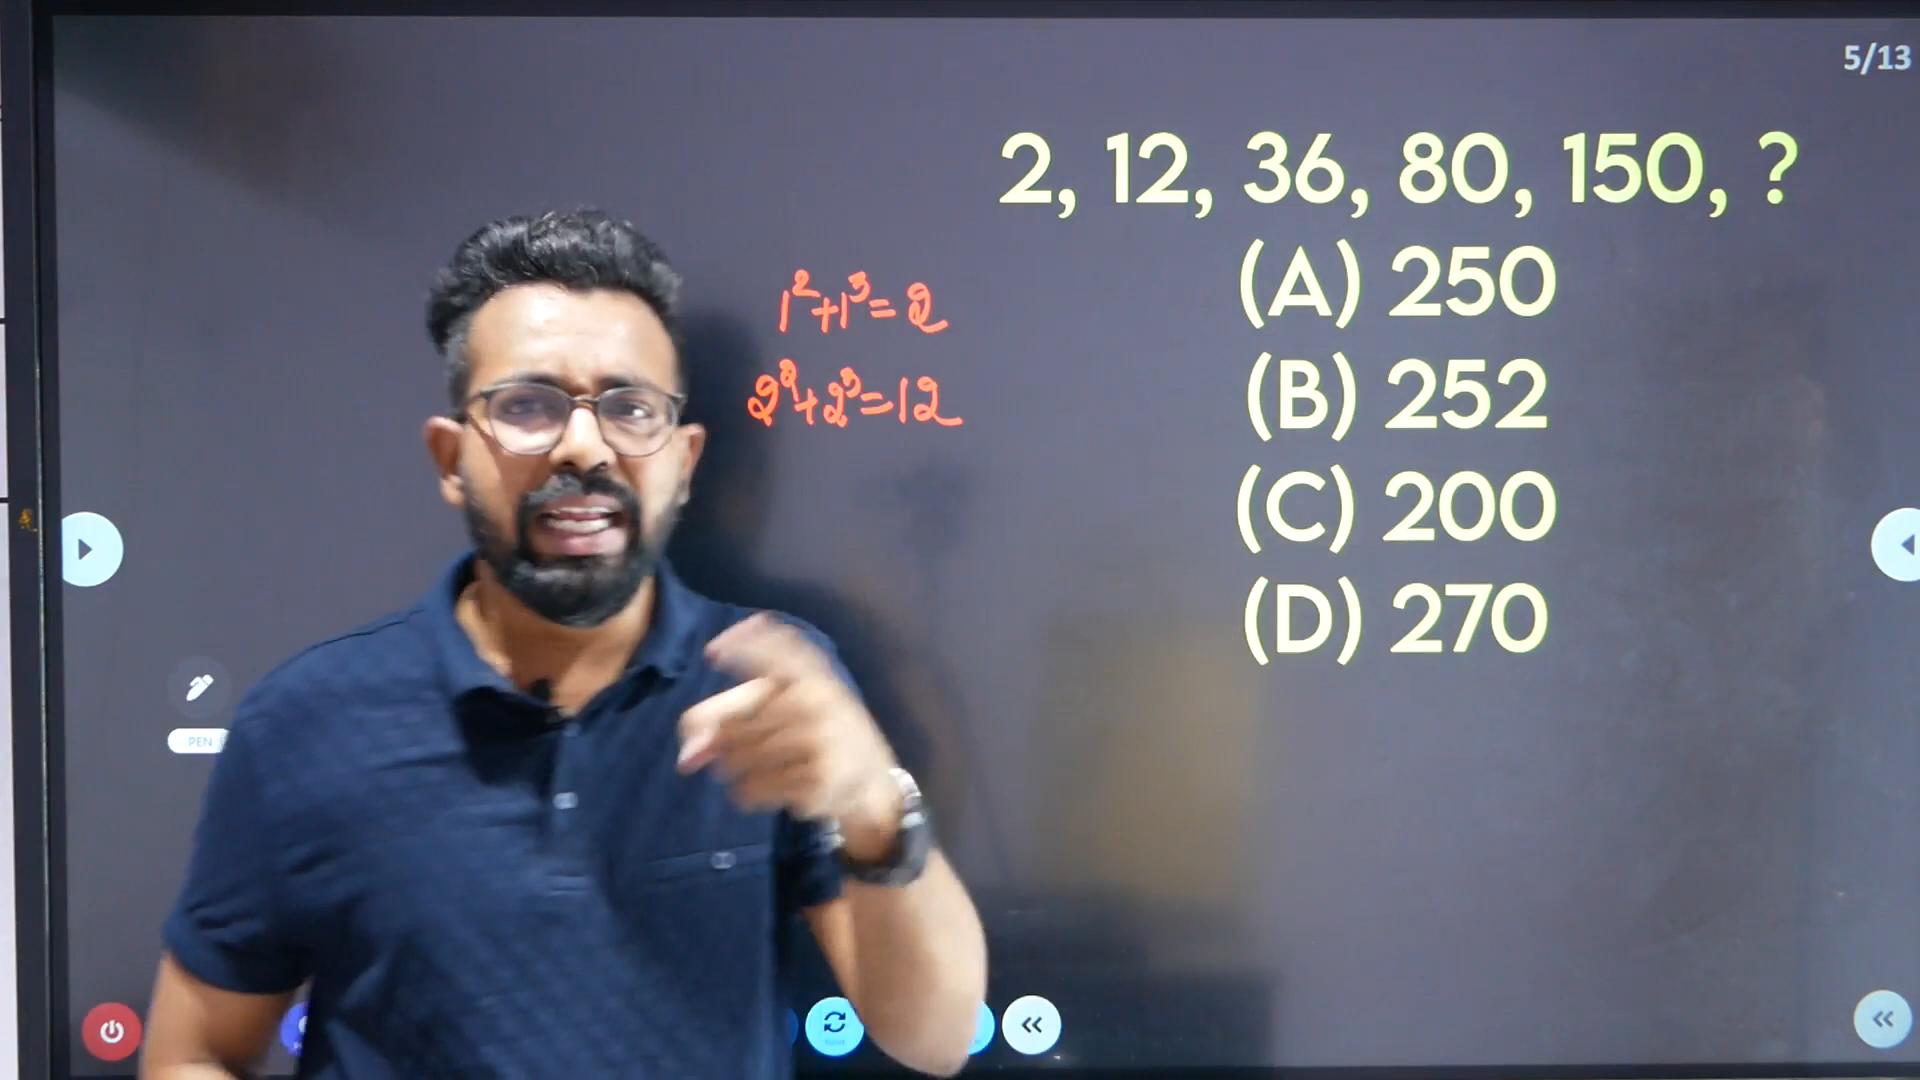 5/13
2, 12, 36, 80, 150, ?
(A) 250
(B) 252
(C) 200
(D) 270
1²+1³=2
2²+2³=12
PEN